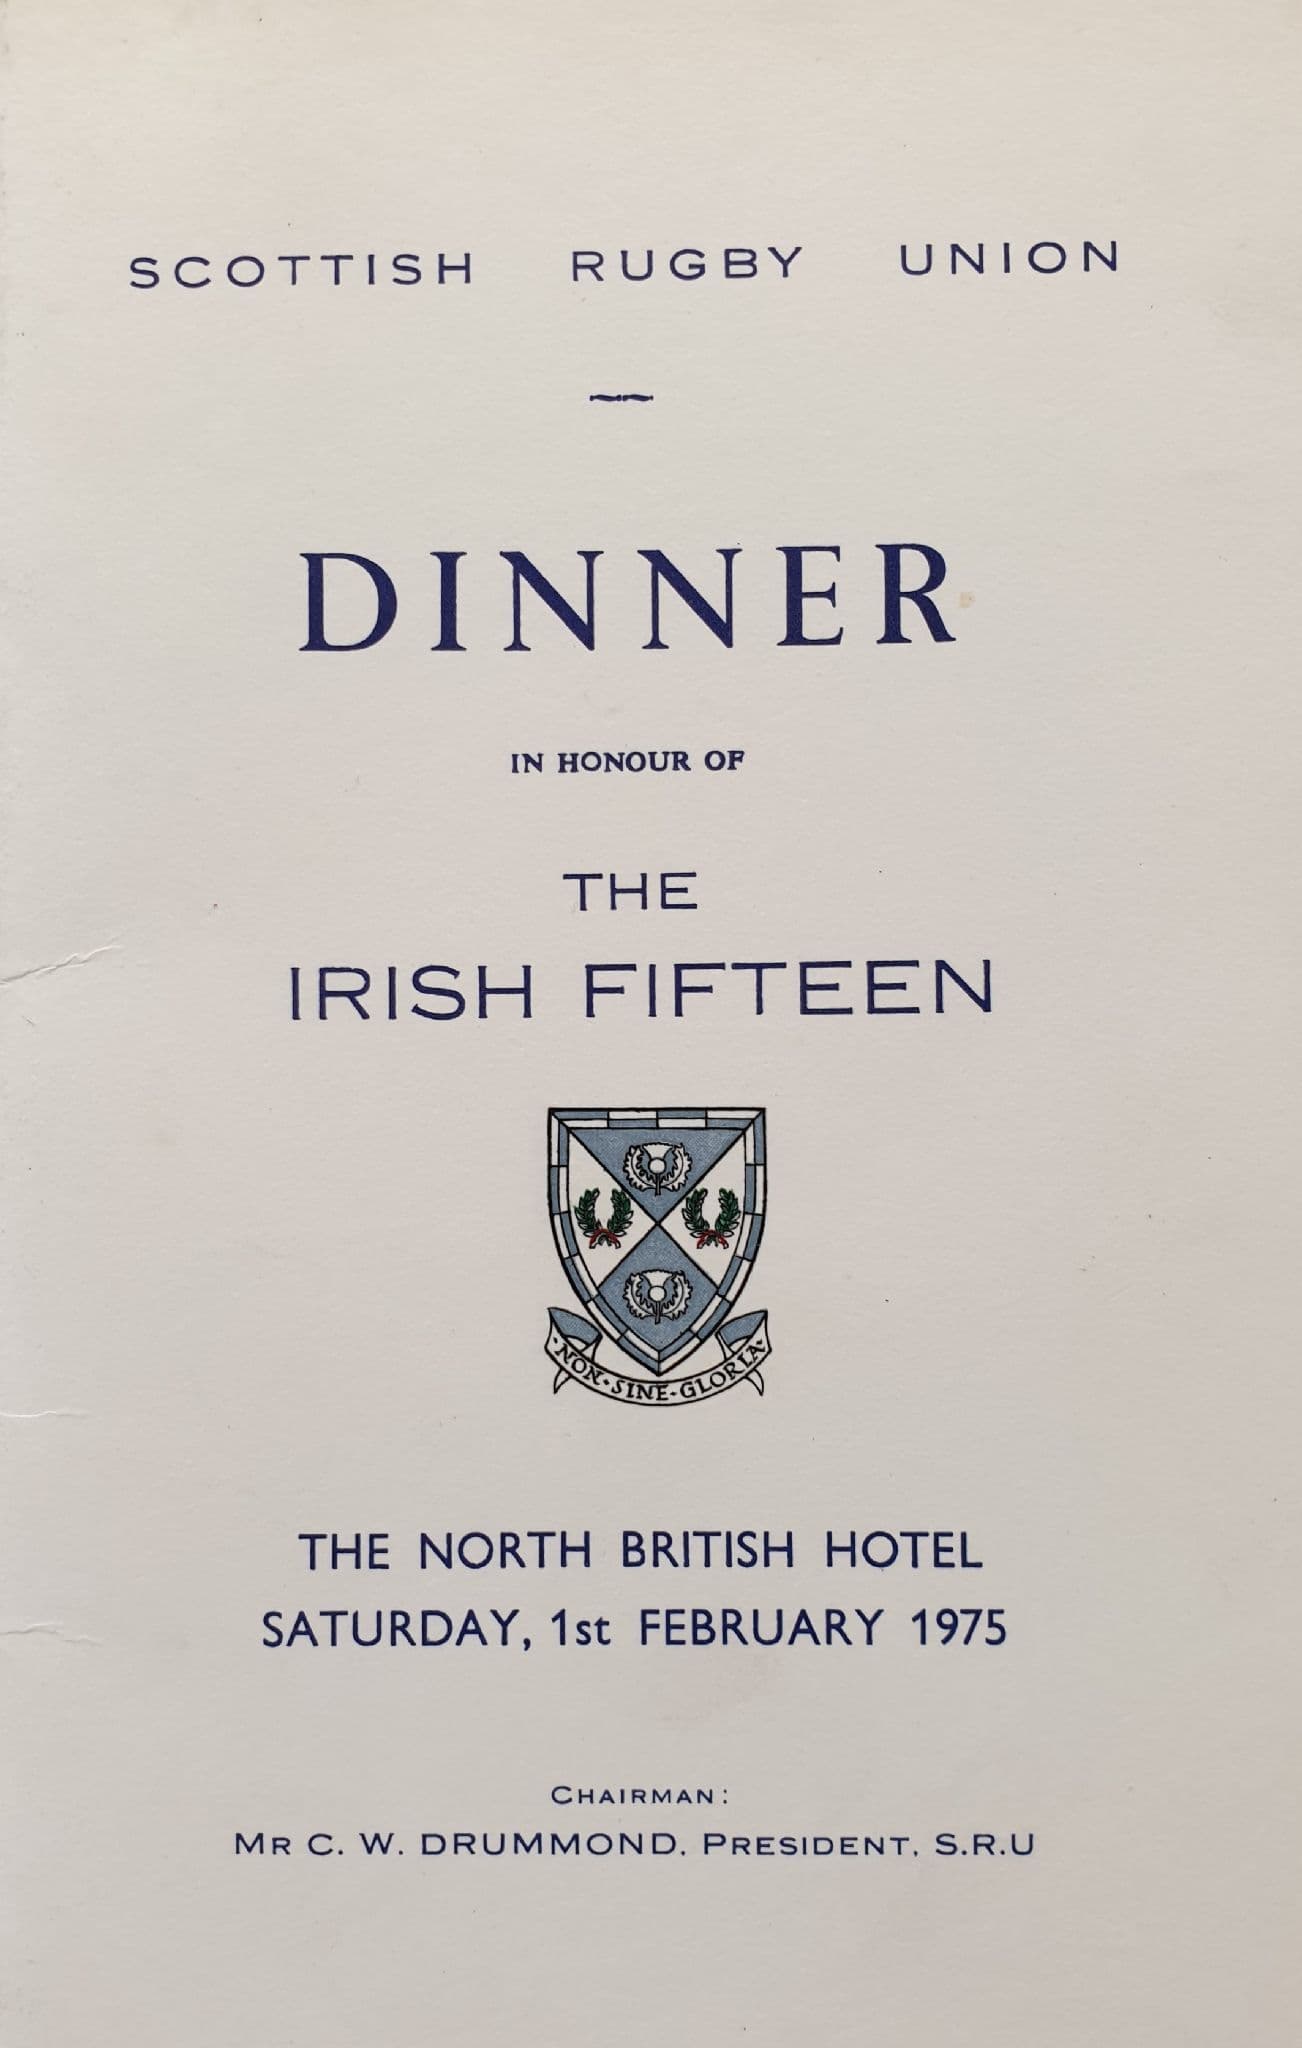 SCOTTISH RUGBY UNION
DINNER
IN HONOUR OF
THE
IRISH FIFTEEN
·NON·SINE·GLORIA·
THE NORTH BRITISH HOTEL
SATURDAY, 1st FEBRUARY 1975
CHAIRMAN:
MR C. W. DRUMMOND, PRESIDENT, S.R.U